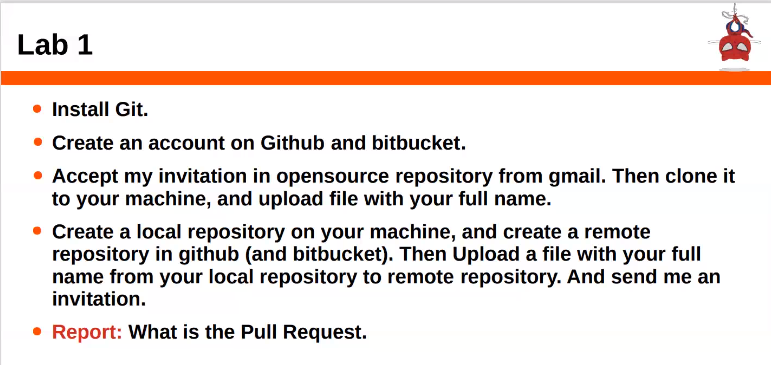 Lab 1
Install Git.
Create an account on Github and bitbucket.
Accept my invitation in opensource repository from gmail. Then clone it
to your machine, and upload file with your full name.
Create a local repository on your machine, and create a remote
repository in github (and bitbucket). Then Upload a file with your full
name from your local repository to remote repository. And send me an
invitation.
Report: What is the Pull Request.